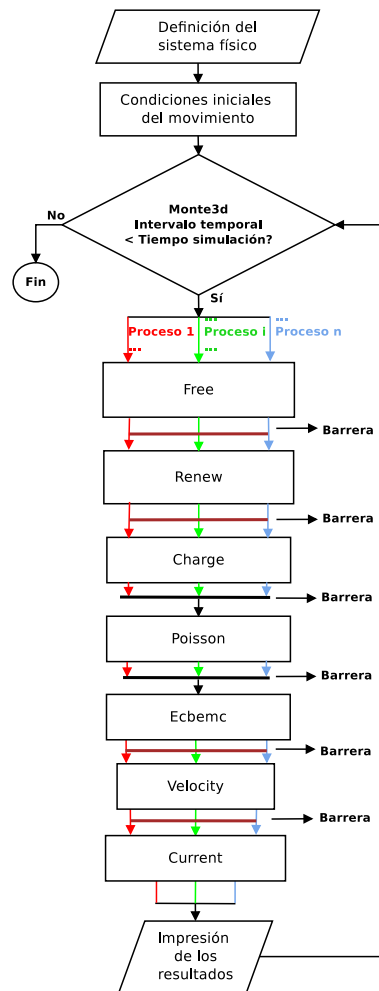 Definición del
sistema físico
Condiciones iniciales
del movimiento
Monte3d
Intervalo temporal
< Tiempo simulación?
No
Fin
Sí
... ...
Proceso 1 Proceso i Proceso n
... ...
Free
Barrera
Renew
Barrera
Charge
Barrera
Poisson
Barrera
Ecbemc
Barrera
Velocity
Barrera
Current
Impresión
de los
resultados